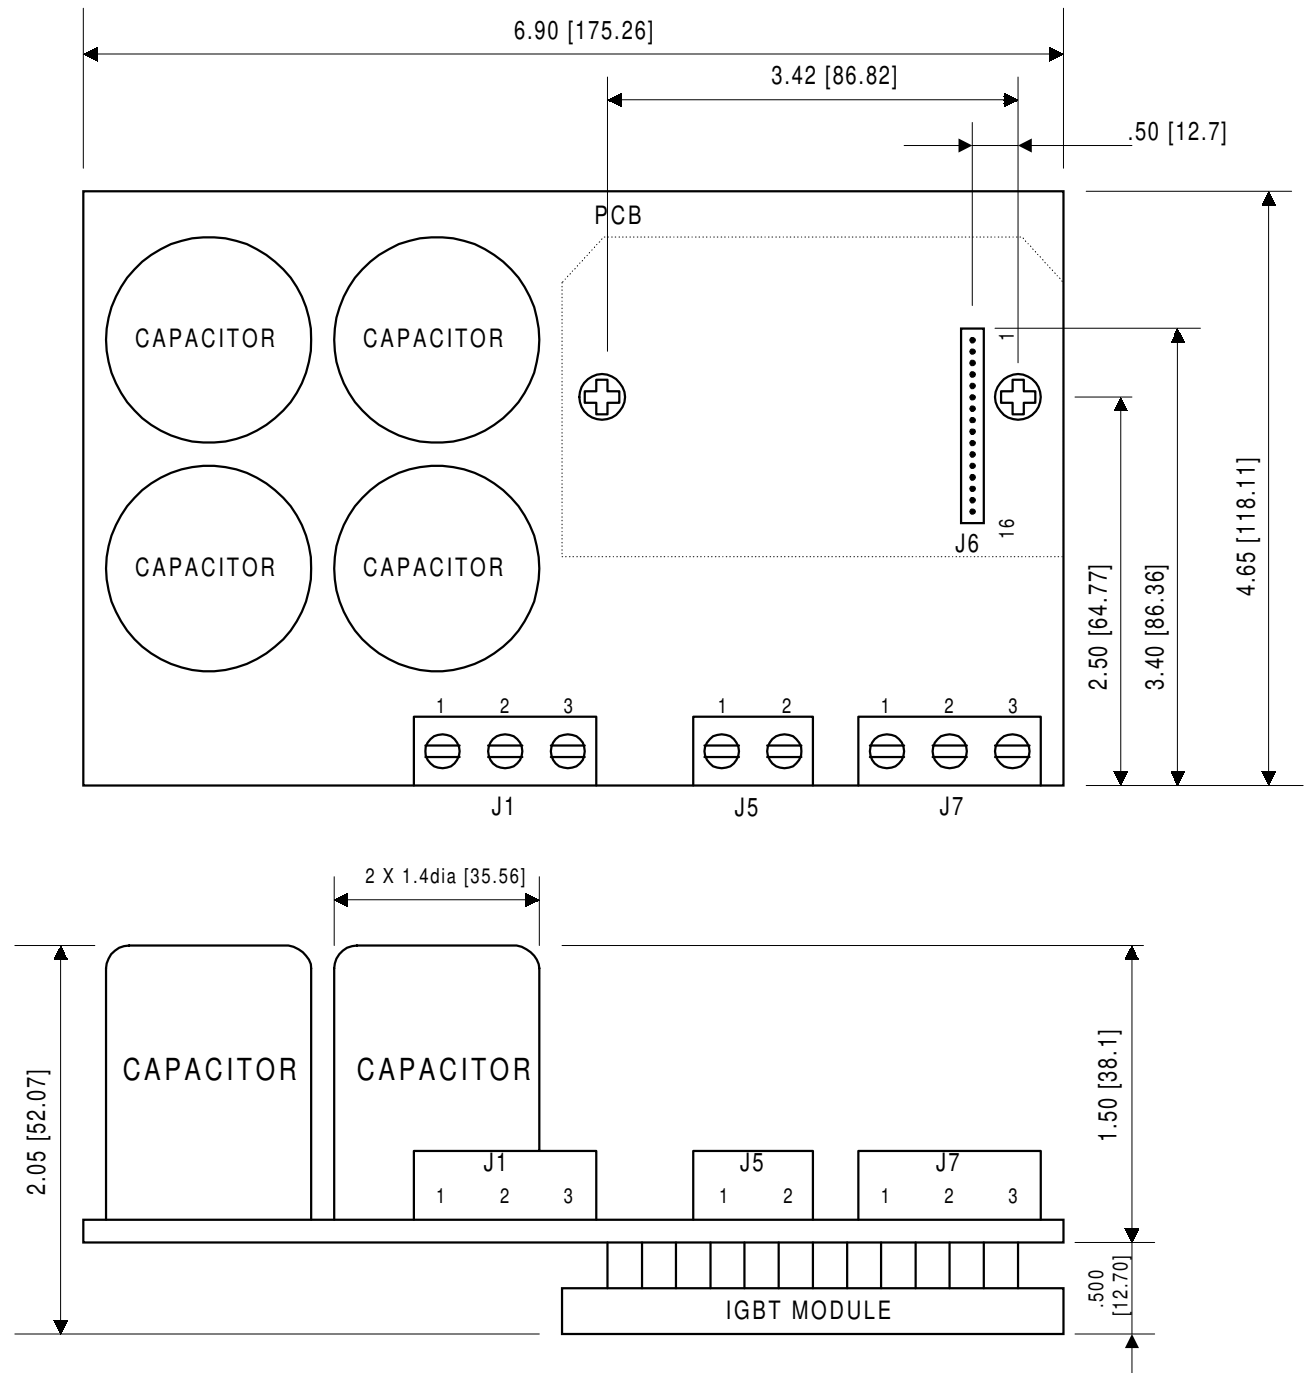 6.90 [175.26]
3.42 [86.82]
.50 [12.7]
PCB
CAPACITOR
CAPACITOR
1
16
J6
CAPACITOR
CAPACITOR
2.50 [64.77]
3.40 [86.36]
4.65 [118.11]
1 2 3
1 2
1 2 3
J1
J5
J7
2 X 1.4dia [35.56]
CAPACITOR
CAPACITOR
2.05 [52.07]
1.50 [38.1]
J1
1 2 3
J5
1 2
J7
1 2 3
.500
[12.70]
IGBT MODULE